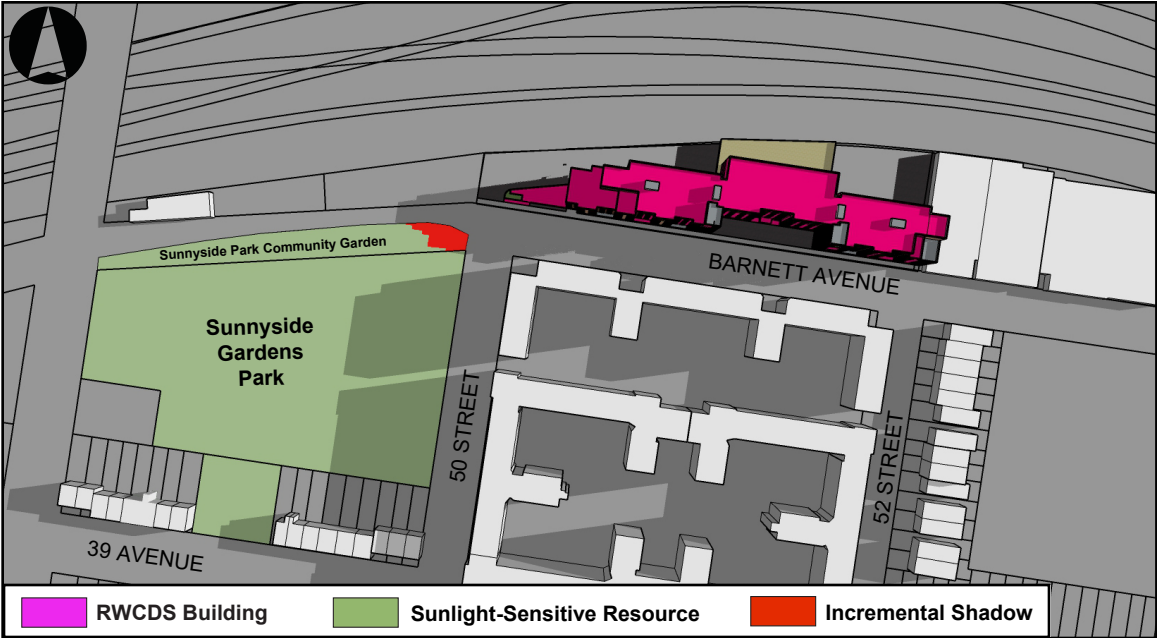 Sunnyside Park Community Garden
BARNETT AVENUE
Sunnyside
Gardens
Park
50 STREET
52 STREET
39 AVENUE
RWCDS Building
Sunlight-Sensitive Resource
Incremental Shadow